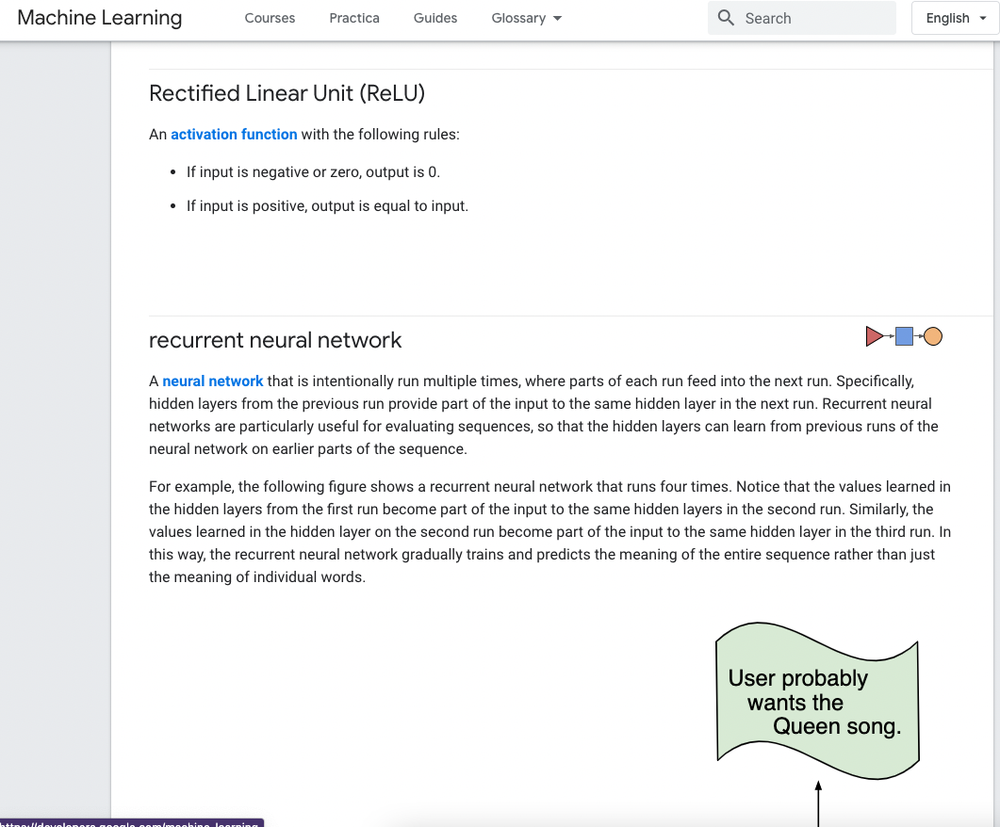 Machine Learning
Courses
Practica
Guides
Glossary
Search
English
Rectified Linear Unit (ReLU)
An activation function with the following rules:
If input is negative or zero, output is 0.
If input is positive, output is equal to input.
recurrent neural network
A neural network that is intentionally run multiple times, where parts of each run feed into the next run. Specifically,
hidden layers from the previous run provide part of the input to the same hidden layer in the next run. Recurrent neural
networks are particularly useful for evaluating sequences, so that the hidden layers can learn from previous runs of the
neural network on earlier parts of the sequence.
For example, the following figure shows a recurrent neural network that runs four times. Notice that the values learned in
the hidden layers from the first run become part of the input to the same hidden layers in the second run. Similarly, the
values learned in the hidden layer on the second run become part of the input to the same hidden layer in the third run. In
this way, the recurrent neural network gradually trains and predicts the meaning of the entire sequence rather than just
the meaning of individual words.
User probably
wants the
Queen song.
https://developers.google.com/machine-learning